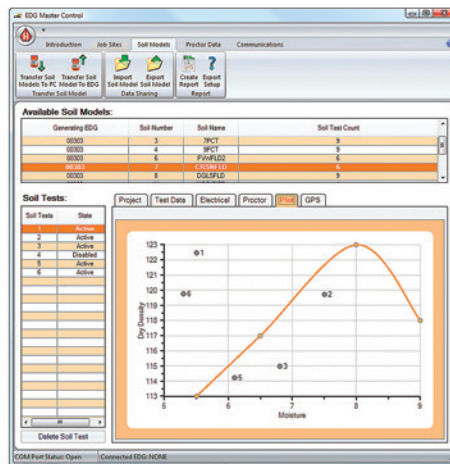 EDG Master Control
Introduction Job Sites Soil Models Proctor Data Communications
Transfer Soil Models To PC Transfer Soil Models To EDG Import Soil Model Export Soil Model Create Report Export Setup
Transfer Soil Model Data Sharing Report
Available Soil Models:
Generating EDG Soil Number Soil Name Soil Test Count
00303 3 7PCT 9
00303 4 9PCT 9
00303 6 FVWFLD2 6
00303 7 CRSNFLD 6
00303 8 DGLSFLD 9
Soil Tests:
Project Test Data Electrical Proctor Plot GPS
Soil Tests State
1 Active
2 Active
3 Active
4 Disabled
5 Active
6 Active
Dry Density
123
122
121
120
119
118
117
116
115
114
113
1
6
2
3
5
5 6 7 8 9
Moisture
Delete Soil Test
COM Port Status: Open Connected EDG: NONE